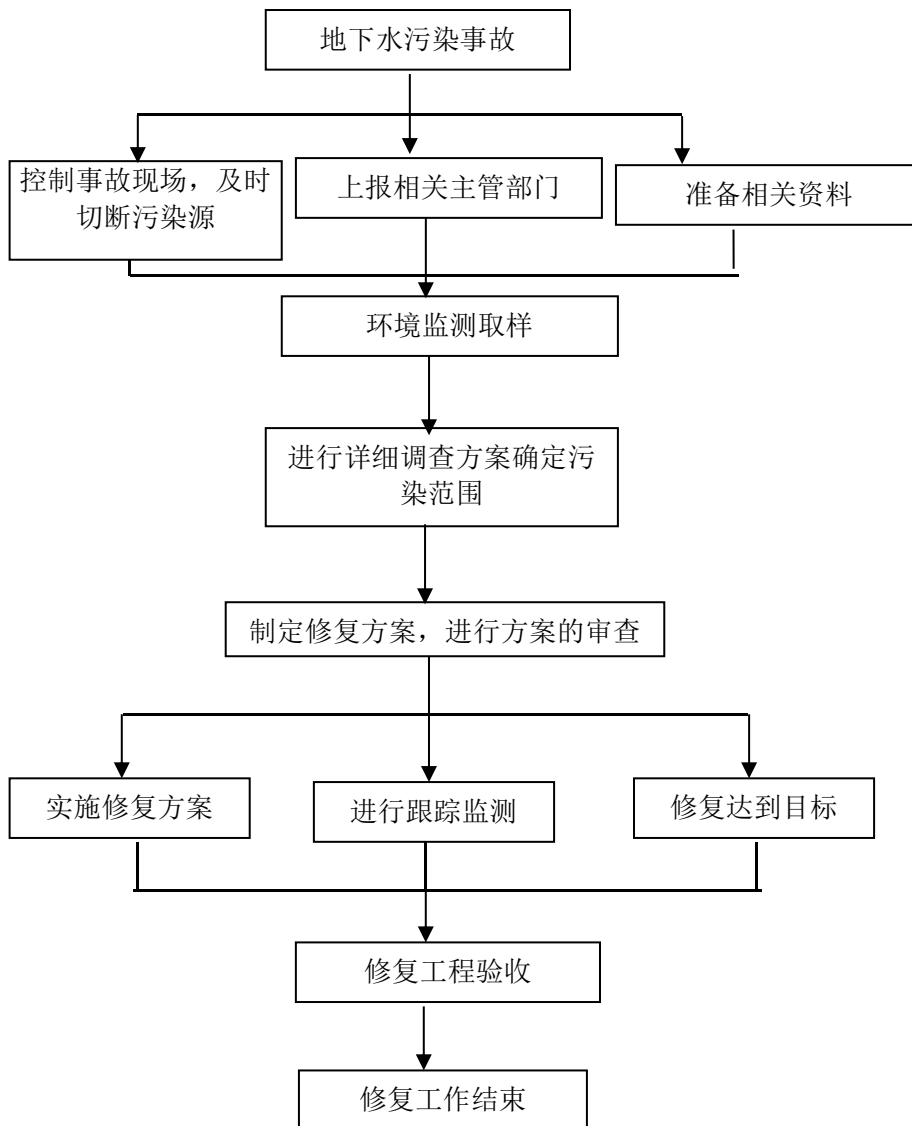 地下水污染事故
控制事故现场，及时
切断污染源
上报相关主管部门
准备相关资料
环境监测取样
进行详细调查方案确定污
染范围
制定修复方案，进行方案的审查
实施修复方案
进行跟踪监测
修复达到目标
修复工程验收
修复工作结束